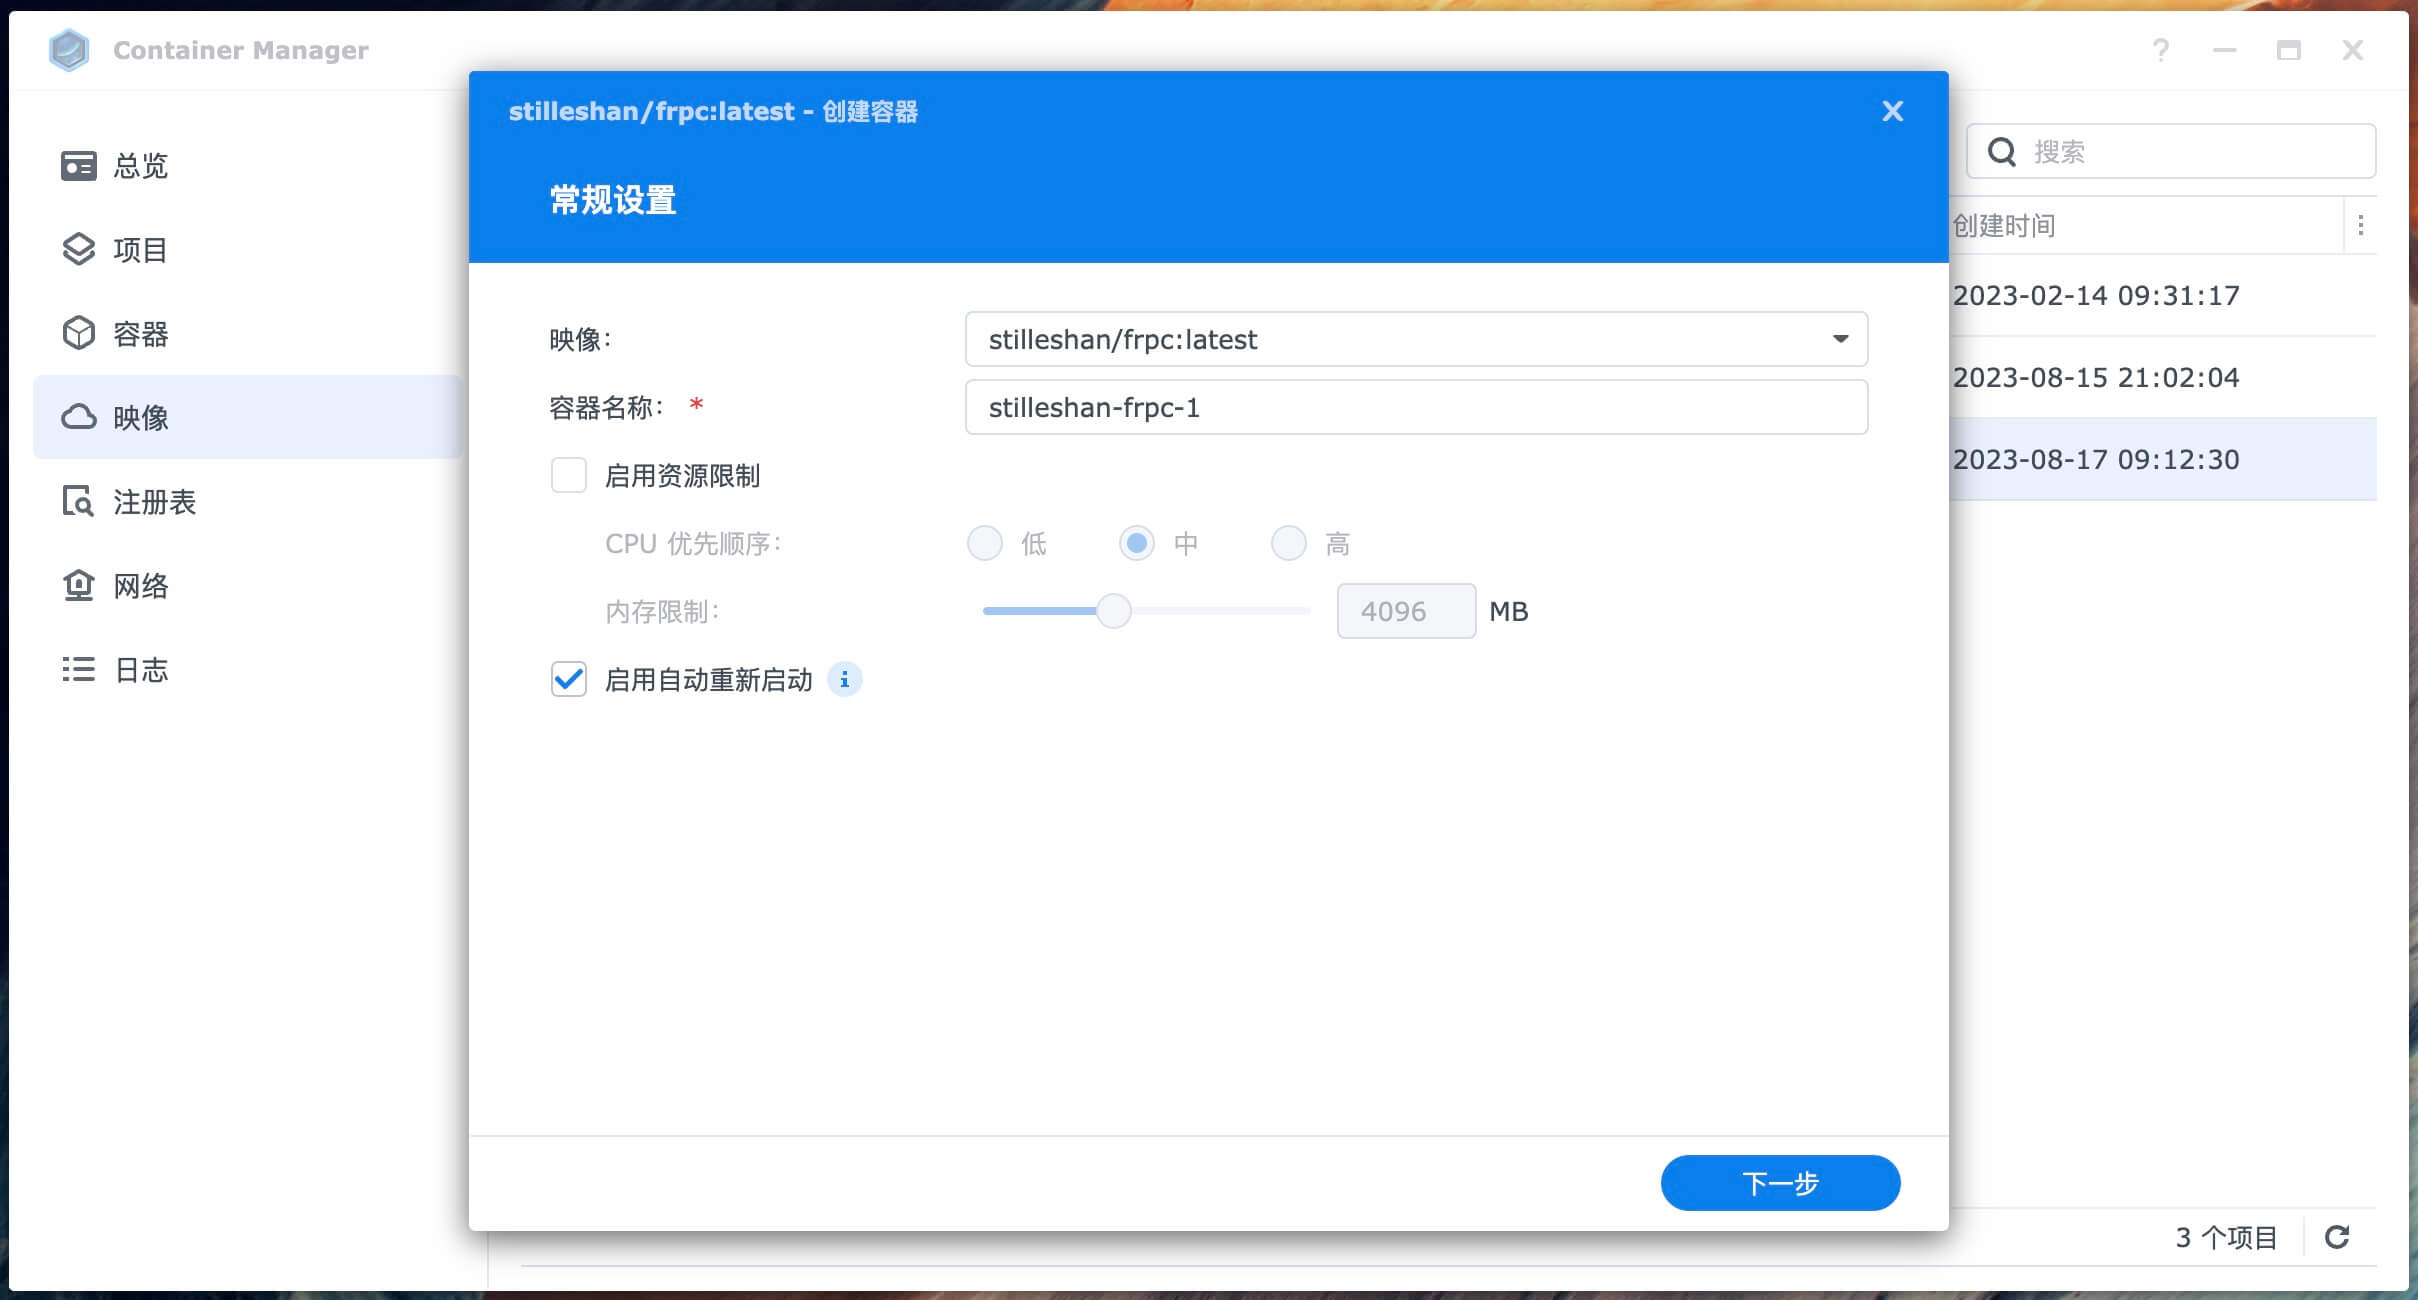 Container Manager
总览
项目
容器
映像
注册表
网络
日志
stilleshan/frpc:latest - 创建容器
常规设置
映像:
stilleshan/frpc:latest
容器名称: *
stilleshan-frpc-1
启用资源限制
CPU 优先顺序:
低
中
高
内存限制:
4096
MB
启用自动重新启动
下一步
搜索
创建时间
2023-02-14 09:31:17
2023-08-15 21:02:04
2023-08-17 09:12:30
3 个项目